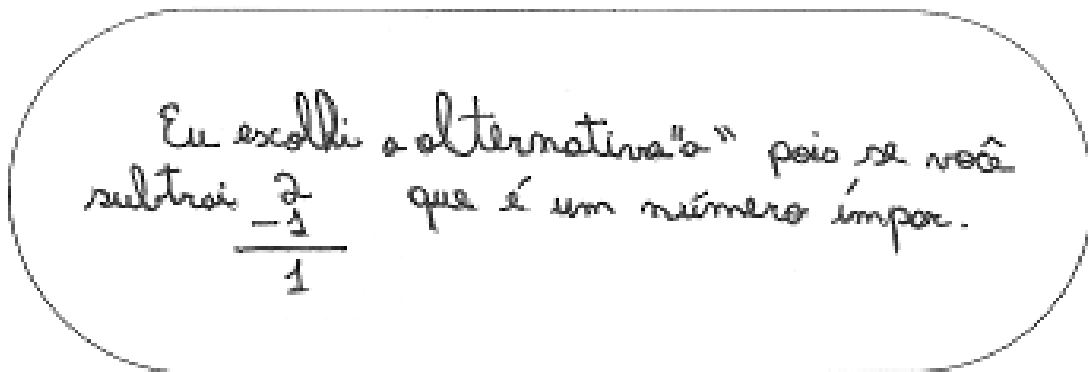 Eu escolhi a alternativa "a" pois se você
subtrai 2 que é um número ímpar.
-1
1